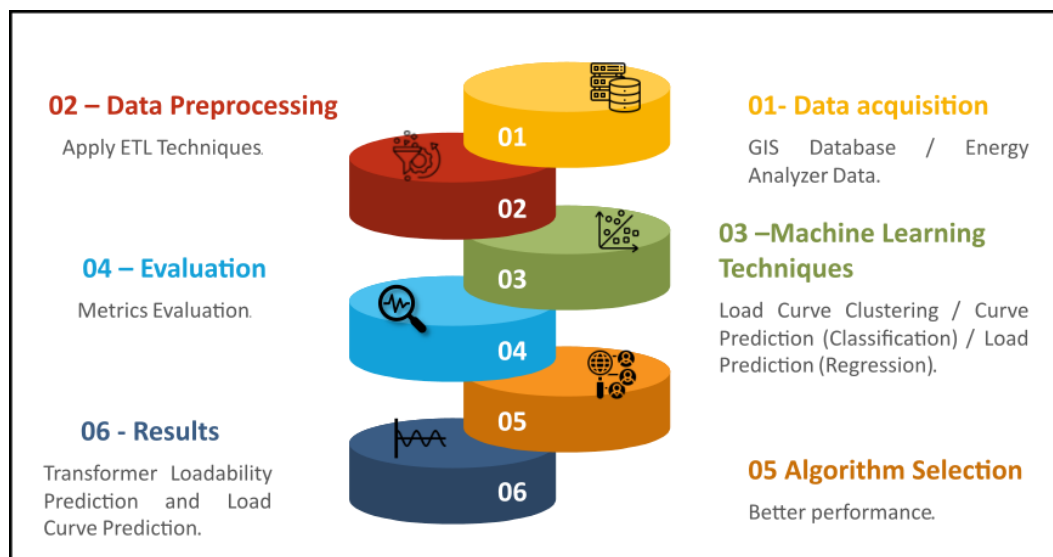 01
02
03
04
05
06
02 – Data Preprocessing
Apply ETL Techniques.
04 – Evaluation
Metrics Evaluation.
06 - Results
Transformer Loadability
Prediction and Load
Curve Prediction.
01- Data acquisition
GIS Database / Energy
Analyzer Data.
03 –Machine Learning
Techniques
Load Curve Clustering / Curve
Prediction (Classification) / Load
Prediction (Regression).
05 Algorithm Selection
Better performance.